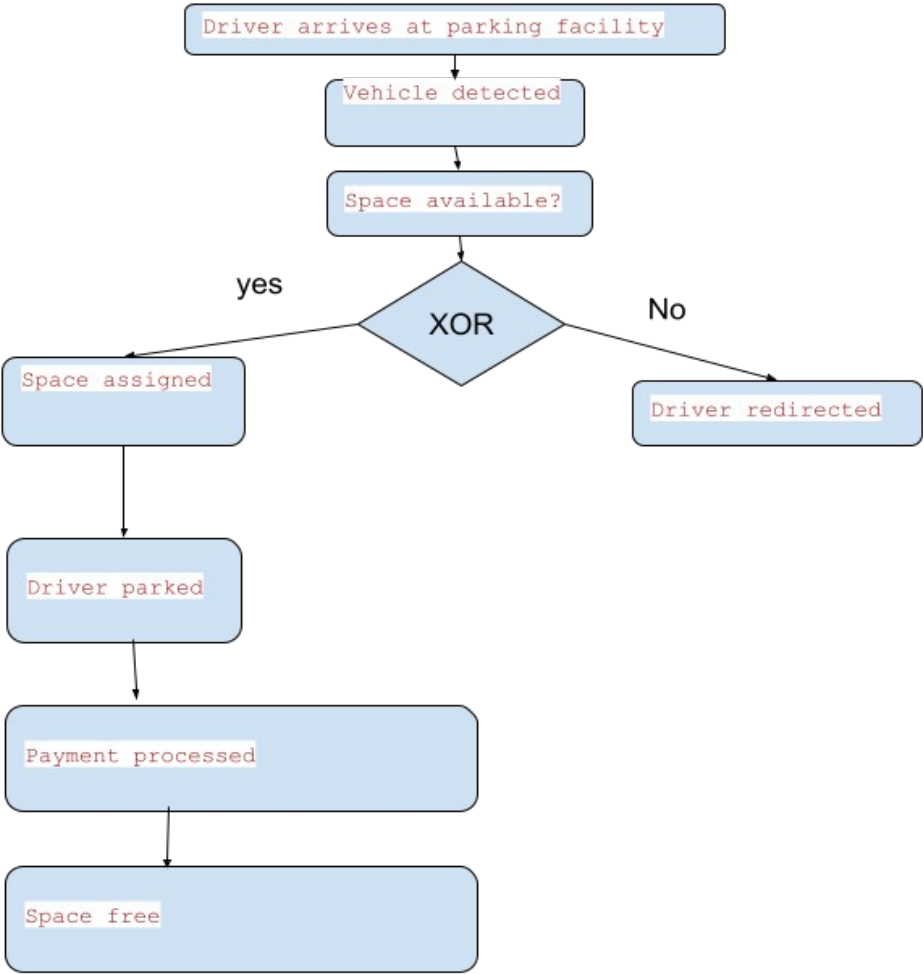 Driver arrives at parking facility
Vehicle detected
Space available?
yes
XOR
No
Space assigned
Driver redirected
Driver parked
Payment processed
Space free